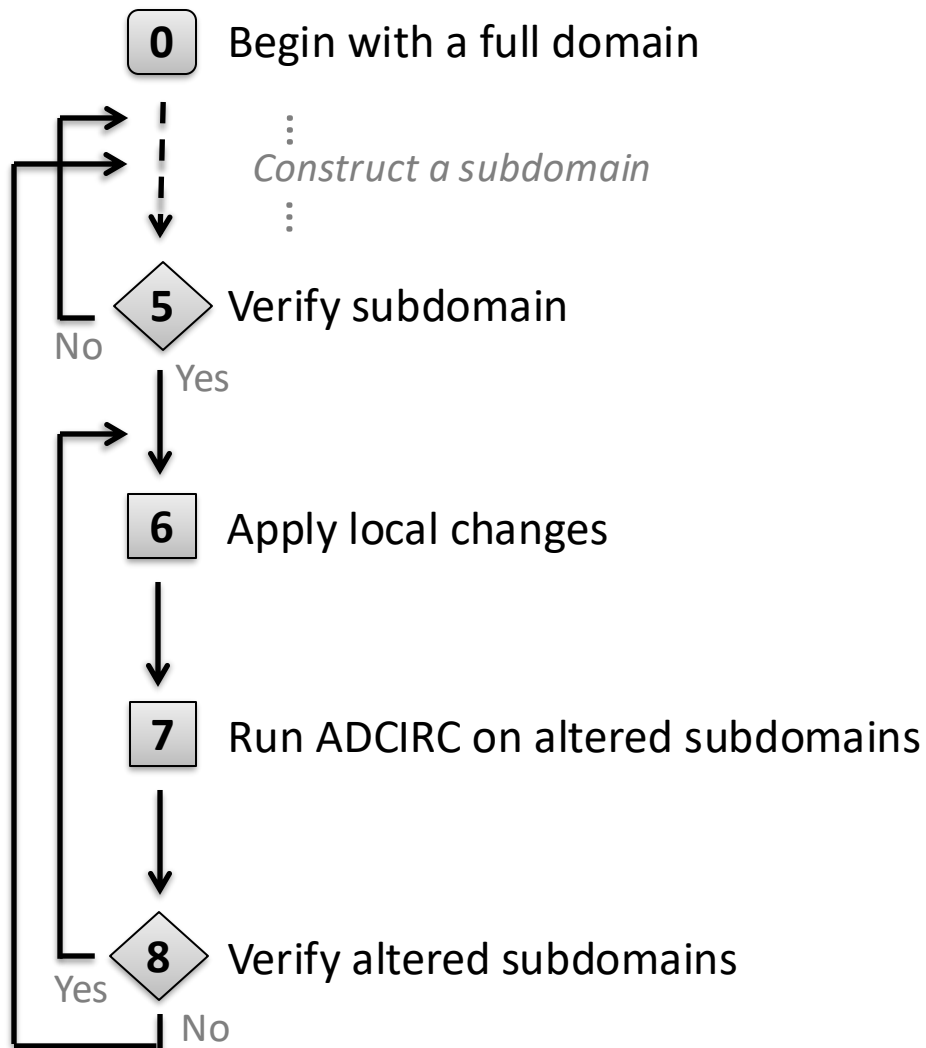 0 Begin with a full domain
⋮
Construct a subdomain
⋮
5 Verify subdomain
No
Yes
6 Apply local changes
7 Run ADCIRC on altered subdomains
8 Verify altered subdomains
Yes
No